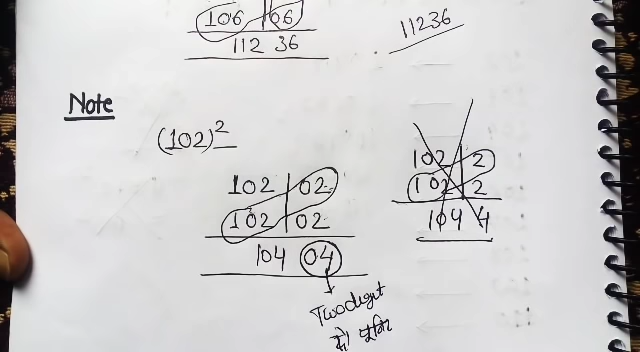 106 | 06
112 36
11236
Note
(102)²
102 | 02
102 | 02
104 04
Two digit
102 | 2
102 | 2
104 4